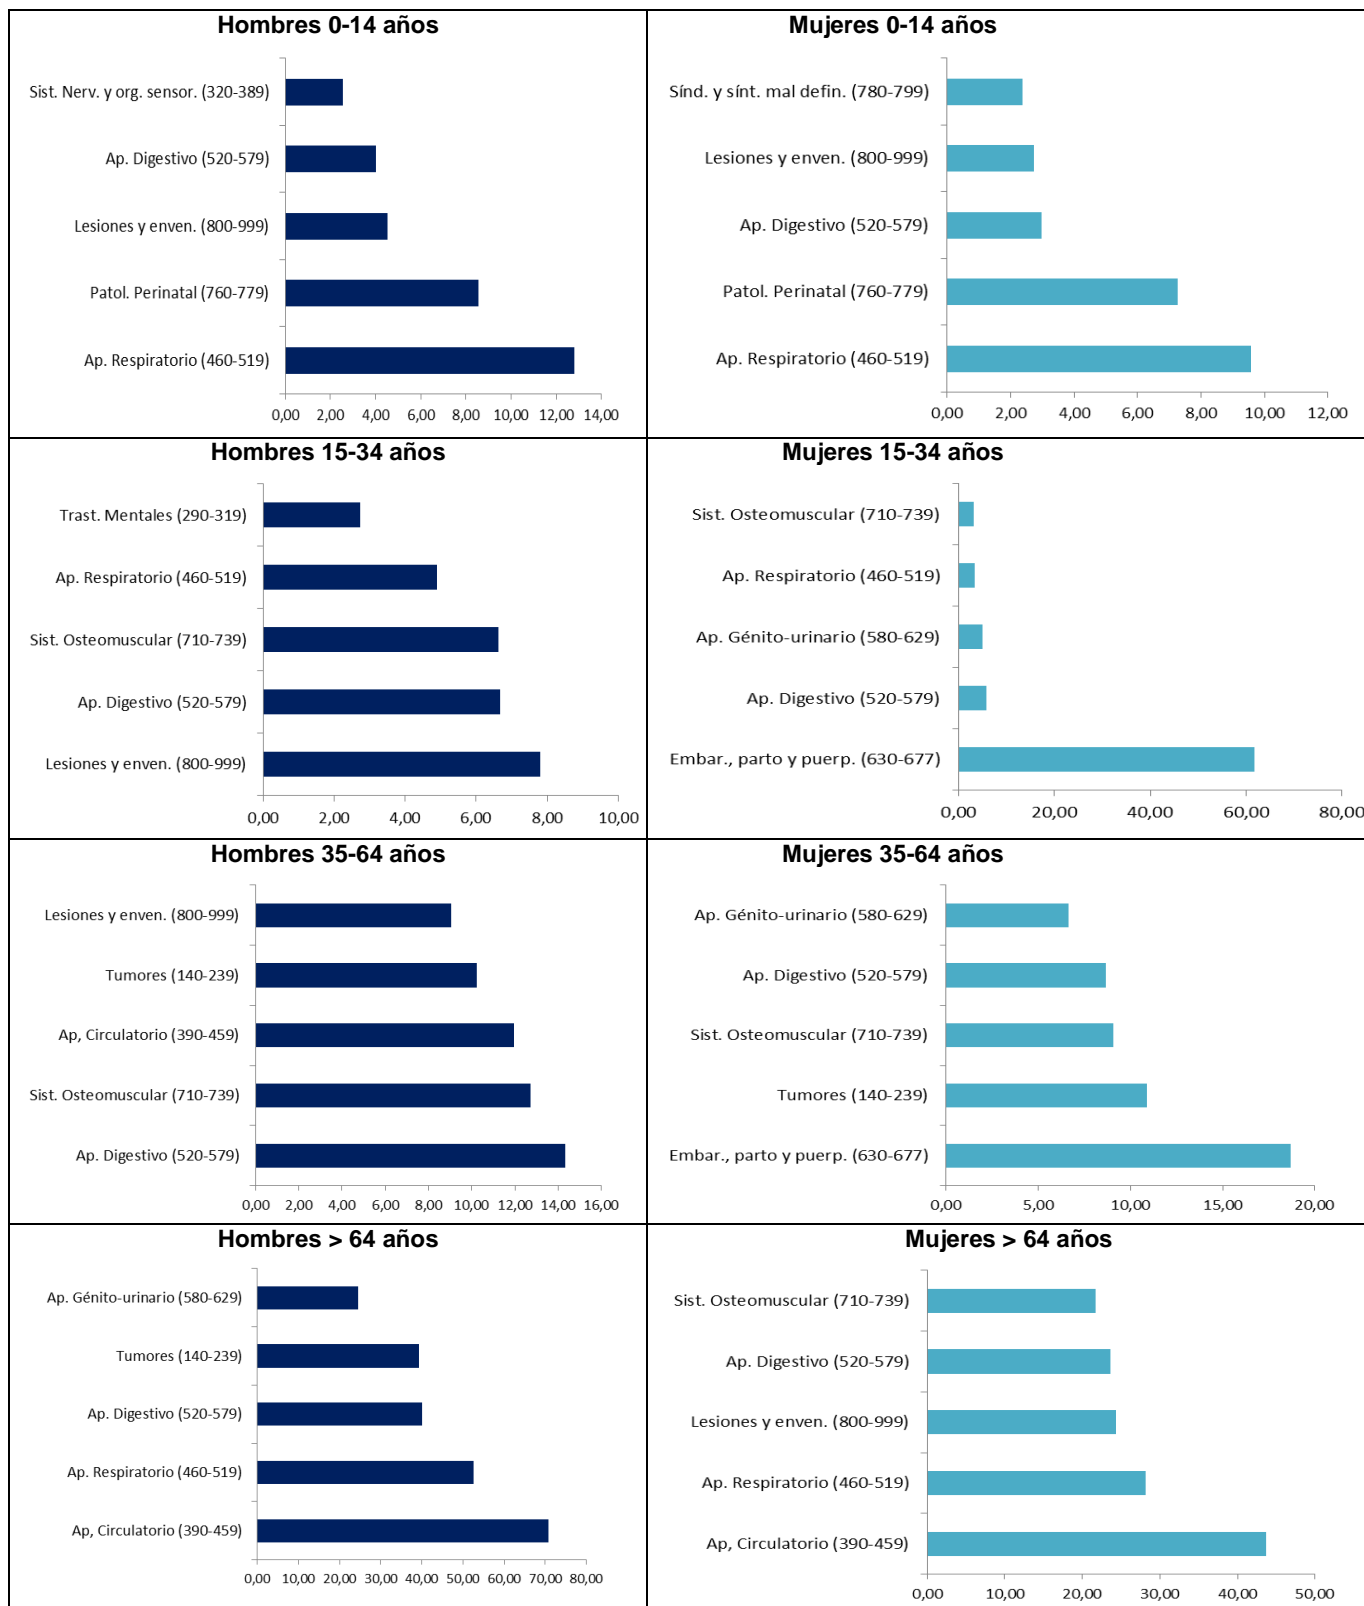 Hombres 0-14 años
Sist. Nerv. y org. sensor. (320-389)
Ap. Digestivo (520-579)
Lesiones y enven. (800-999)
Patol. Perinatal (760-779)
Ap. Respiratorio (460-519)
0,00 2,00 4,00 6,00 8,00 10,00 12,00 14,00
Mujeres 0-14 años
Sínd. y sínt. mal defin. (780-799)
Lesiones y enven. (800-999)
Ap. Digestivo (520-579)
Patol. Perinatal (760-779)
Ap. Respiratorio (460-519)
0,00 2,00 4,00 6,00 8,00 10,00 12,00
Hombres 15-34 años
Trast. Mentales (290-319)
Ap. Respiratorio (460-519)
Sist. Osteomuscular (710-739)
Ap. Digestivo (520-579)
Lesiones y enven. (800-999)
0,00 2,00 4,00 6,00 8,00 10,00
Mujeres 15-34 años
Sist. Osteomuscular (710-739)
Ap. Respiratorio (460-519)
Ap. Génito-urinario (580-629)
Ap. Digestivo (520-579)
Embar., parto y puerp. (630-677)
0,00 20,00 40,00 60,00 80,00
Hombres 35-64 años
Lesiones y enven. (800-999)
Tumores (140-239)
Ap, Circulatorio (390-459)
Sist. Osteomuscular (710-739)
Ap. Digestivo (520-579)
0,00 2,00 4,00 6,00 8,00 10,00 12,00 14,00 16,00
Mujeres 35-64 años
Ap. Génito-urinario (580-629)
Ap. Digestivo (520-579)
Sist. Osteomuscular (710-739)
Tumores (140-239)
Embar., parto y puerp. (630-677)
0,00 5,00 10,00 15,00 20,00
Hombres > 64 años
Ap. Génito-urinario (580-629)
Tumores (140-239)
Ap. Digestivo (520-579)
Ap. Respiratorio (460-519)
Ap, Circulatorio (390-459)
0,00 10,00 20,00 30,00 40,00 50,00 60,00 70,00 80,00
Mujeres > 64 años
Sist. Osteomuscular (710-739)
Ap. Digestivo (520-579)
Lesiones y enven. (800-999)
Ap. Respiratorio (460-519)
Ap, Circulatorio (390-459)
0,00 10,00 20,00 30,00 40,00 50,00